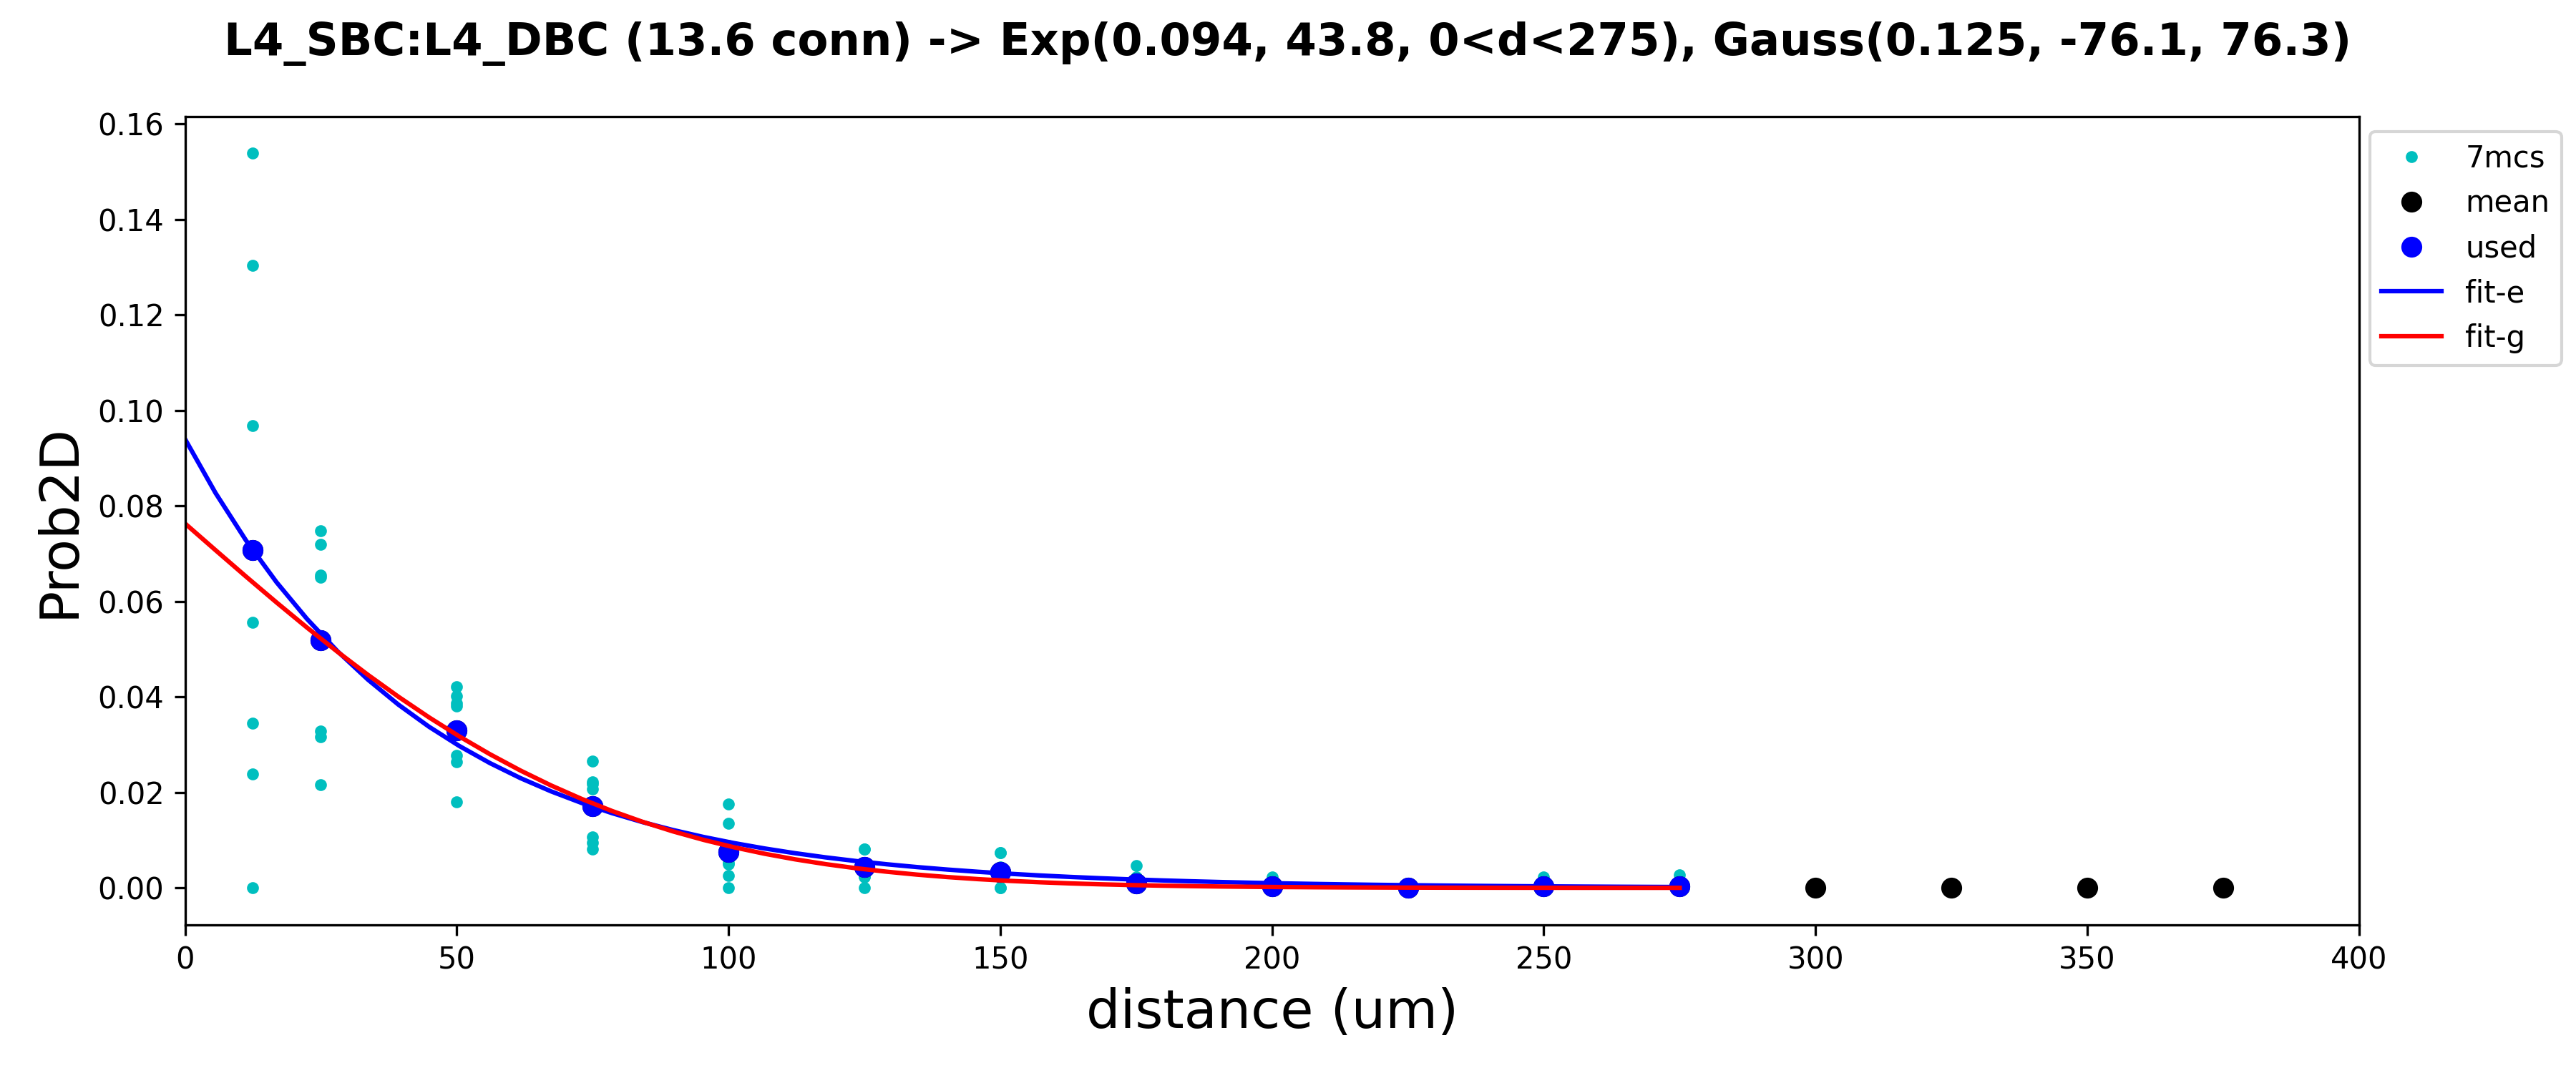 L4_SBC:L4_DBC (13.6 conn) -> Exp(0.094, 43.8, 0<d<275), Gauss(0.125, -76.1, 76.3)
0.16
0.14
0.12
0.10
0.08
0.06
0.04
0.02
0.00
Prob2D
0 50 100 150 200 250 300 350 400
distance (um)
7mcs
mean
used
fit-e
fit-g